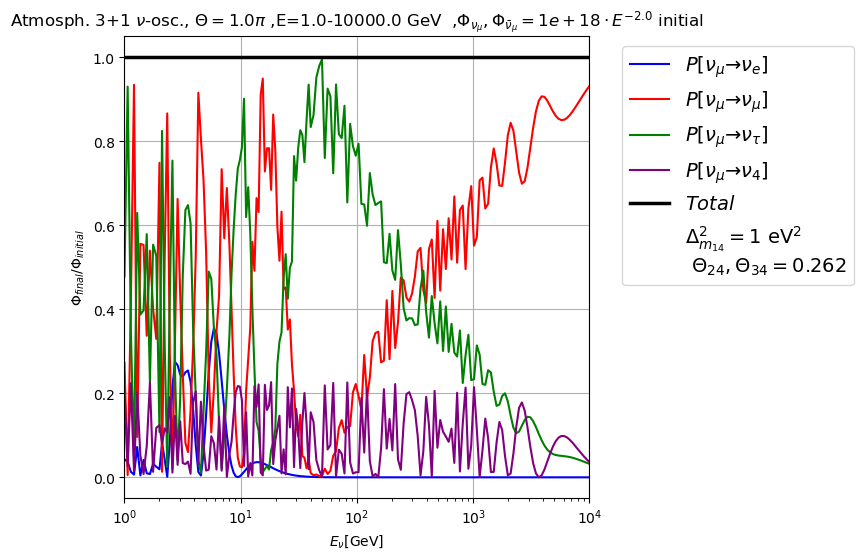 Atmosph. 3+1 ν-osc., Θ = 1.0π ,E=1.0-10000.0 GeV ,Φ_{ν_μ}, Φ_{ν̄_μ} = 1e + 18 · E^{−2.0} initial
Φ_{final}/Φ_{initial}
1.0
0.8
0.6
0.4
0.2
0.0
10^0
10^1
10^2
10^3
10^4
E_ν[GeV]
P[ν_μ→ν_e]
P[ν_μ→ν_μ]
P[ν_μ→ν_τ]
P[ν_μ→ν_4]
Total
Δ^2_{m_{14}} = 1 eV^2
Θ_{24}, Θ_{34} = 0.262